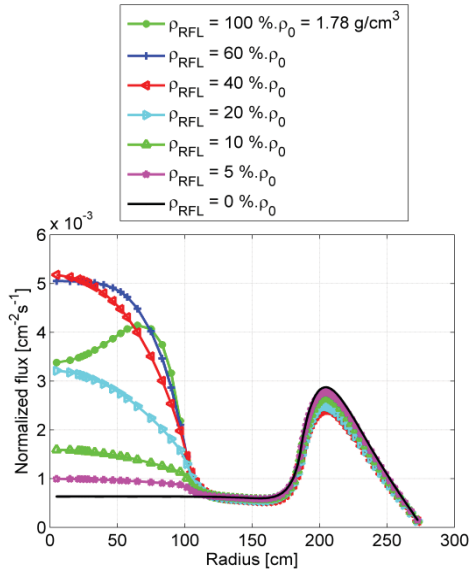 ρRFL = 100 %.ρ0 = 1.78 g/cm³
ρRFL = 60 %.ρ0
ρRFL = 40 %.ρ0
ρRFL = 20 %.ρ0
ρRFL = 10 %.ρ0
ρRFL = 5 %.ρ0
ρRFL = 0 %.ρ0
x 10⁻³
6
5
4
3
2
1
0
Normalized flux [cm⁻²s⁻¹]
0 50 100 150 200 250 300
Radius [cm]